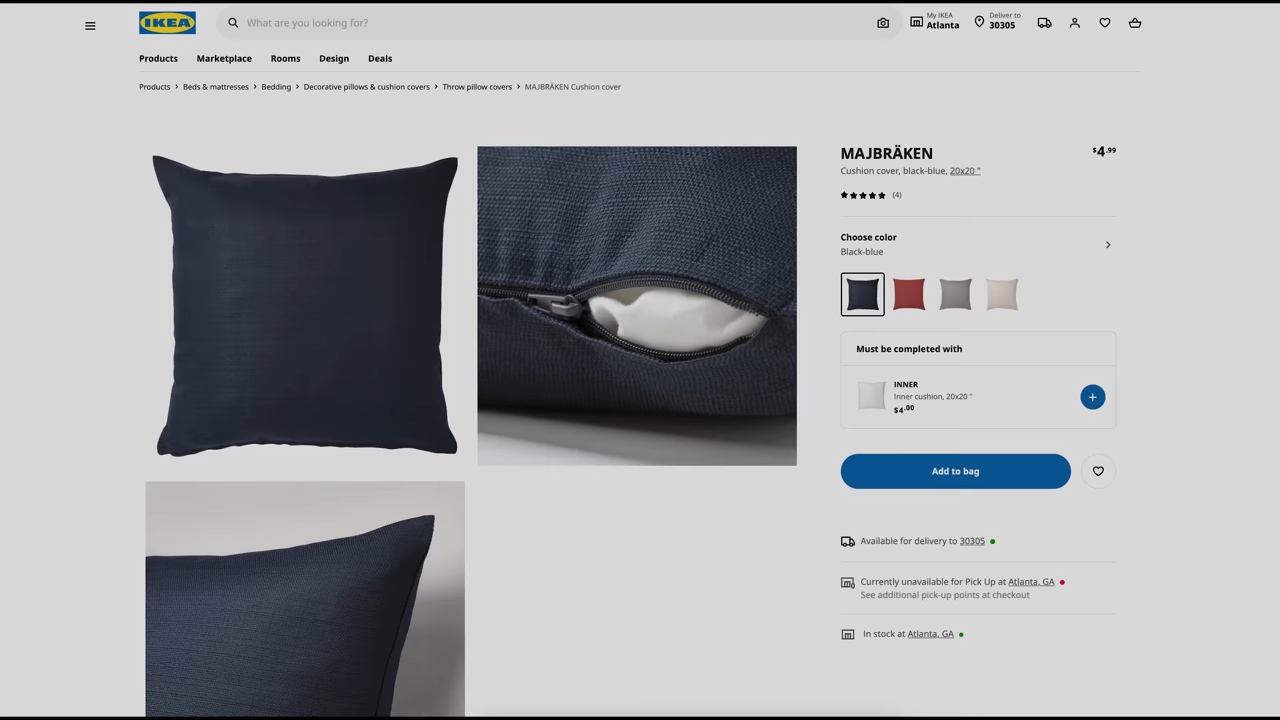 IKEA
What are you looking for?
My IKEA
Atlanta
Deliver to
30305
Products
Marketplace
Rooms
Design
Deals
Products › Beds & mattresses › Bedding › Decorative pillows & cushion covers › Throw pillow covers › MAJBRÄKEN Cushion cover
MAJBRÄKEN
$4.99
Cushion cover, black-blue, 20x20 "
(4)
Choose color
Black-blue
Must be completed with
INNER
Inner cushion, 20x20 "
$4.00
Add to bag
Available for delivery to 30305
Currently unavailable for Pick Up at Atlanta, GA
See additional pick-up points at checkout
In stock at Atlanta, GA